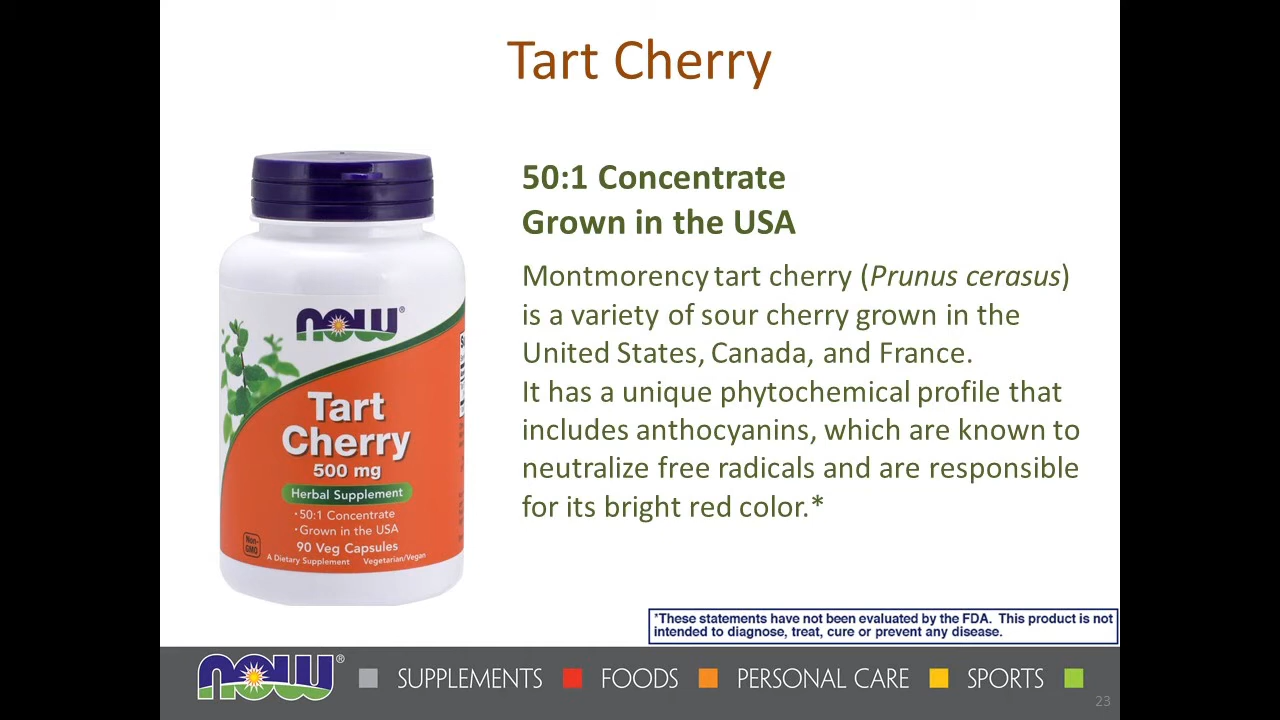 Tart Cherry
50:1 Concentrate
Grown in the USA
Montmorency tart cherry (Prunus cerasus)
is a variety of sour cherry grown in the
United States, Canada, and France.
It has a unique phytochemical profile that
includes anthocyanins, which are known to
neutralize free radicals and are responsible
for its bright red color.*
NOW®
Tart
Cherry
500 mg
Herbal Supplement
• 50:1 Concentrate
• Grown in the USA
90 Veg Capsules
Non-
GMO
A Dietary Supplement Vegetarian/Vegan
*These statements have not been evaluated by the FDA. This product is not
intended to diagnose, treat, cure or prevent any disease.
NOW® SUPPLEMENTS FOODS PERSONAL CARE SPORTS
23